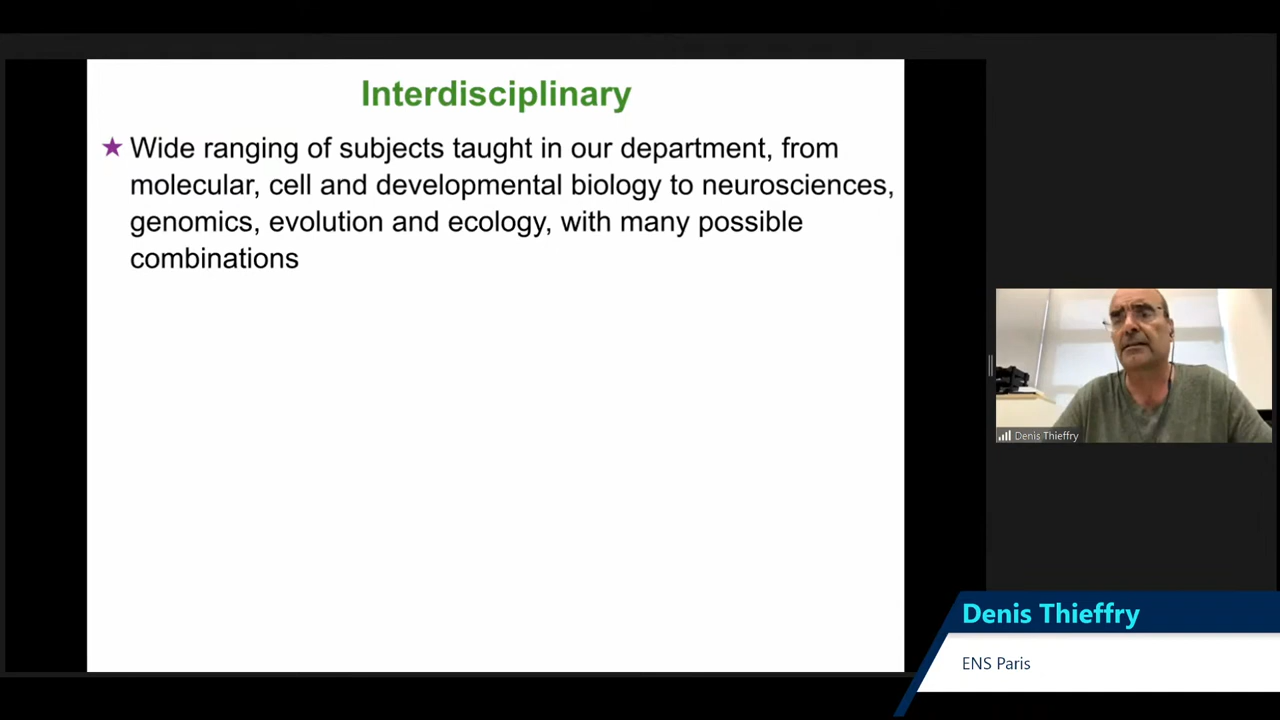 Interdisciplinary
★ Wide ranging of subjects taught in our department, from
molecular, cell and developmental biology to neurosciences,
genomics, evolution and ecology, with many possible
combinations
Denis Thieffry
Denis Thieffry
ENS Paris